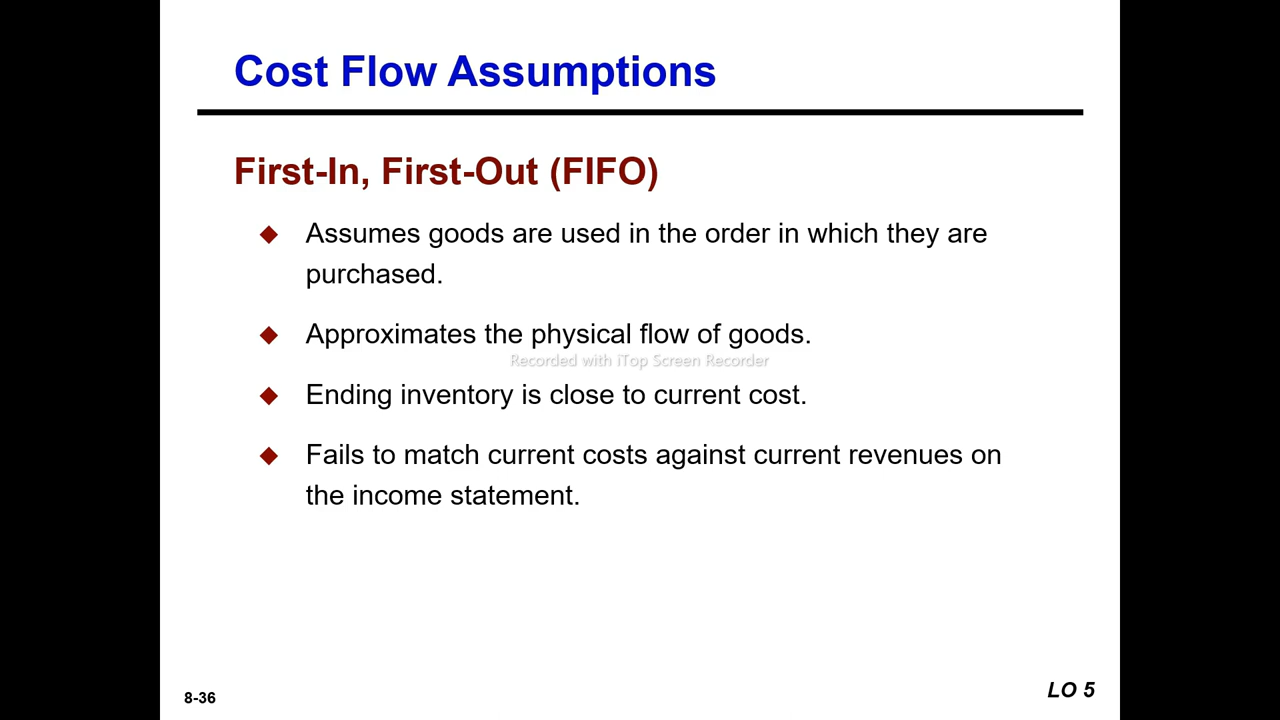 Cost Flow Assumptions
First-In, First-Out (FIFO)
Assumes goods are used in the order in which they are
purchased.
Approximates the physical flow of goods.
Recorded with iTop Screen Recorder
Ending inventory is close to current cost.
Fails to match current costs against current revenues on
the income statement.
8-36
LO 5